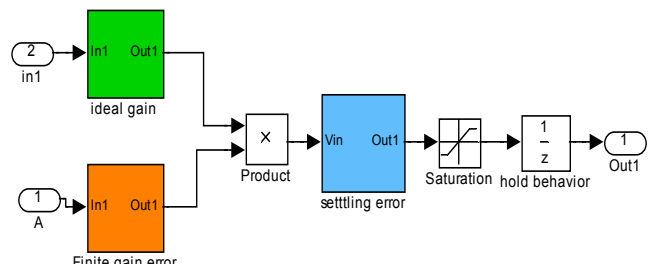 2
in1
In1 Out1
ideal gain
1
A
In1 Out1
Finite gain error
×
Product
Vin Out1
setttling error
Saturation
1
z
hold behavior
1
Out1